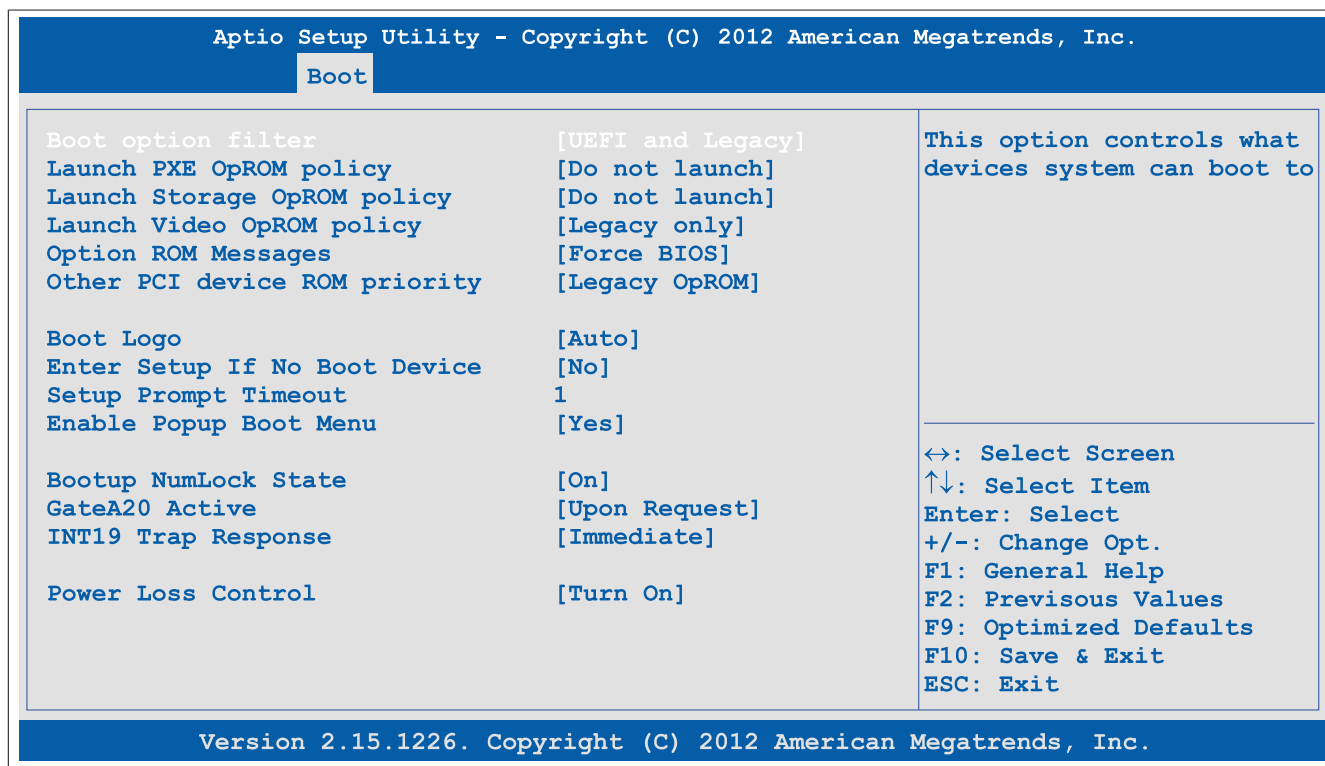 Aptio Setup Utility - Copyright (C) 2012 American Megatrends, Inc.
Boot
Boot option filter [UEFI and Legacy]
Launch PXE OpROM policy [Do not launch]
Launch Storage OpROM policy [Do not launch]
Launch Video OpROM policy [Legacy only]
Option ROM Messages [Force BIOS]
Other PCI device ROM priority [Legacy OpROM]
Boot Logo [Auto]
Enter Setup If No Boot Device [No]
Setup Prompt Timeout 1
Enable Popup Boot Menu [Yes]
Bootup NumLock State [On]
GateA20 Active [Upon Request]
INT19 Trap Response [Immediate]
Power Loss Control [Turn On]
This option controls what
devices system can boot to
↔: Select Screen
↑↓: Select Item
Enter: Select
+/-: Change Opt.
F1: General Help
F2: Previsous Values
F9: Optimized Defaults
F10: Save & Exit
ESC: Exit
Version 2.15.1226. Copyright (C) 2012 American Megatrends, Inc.